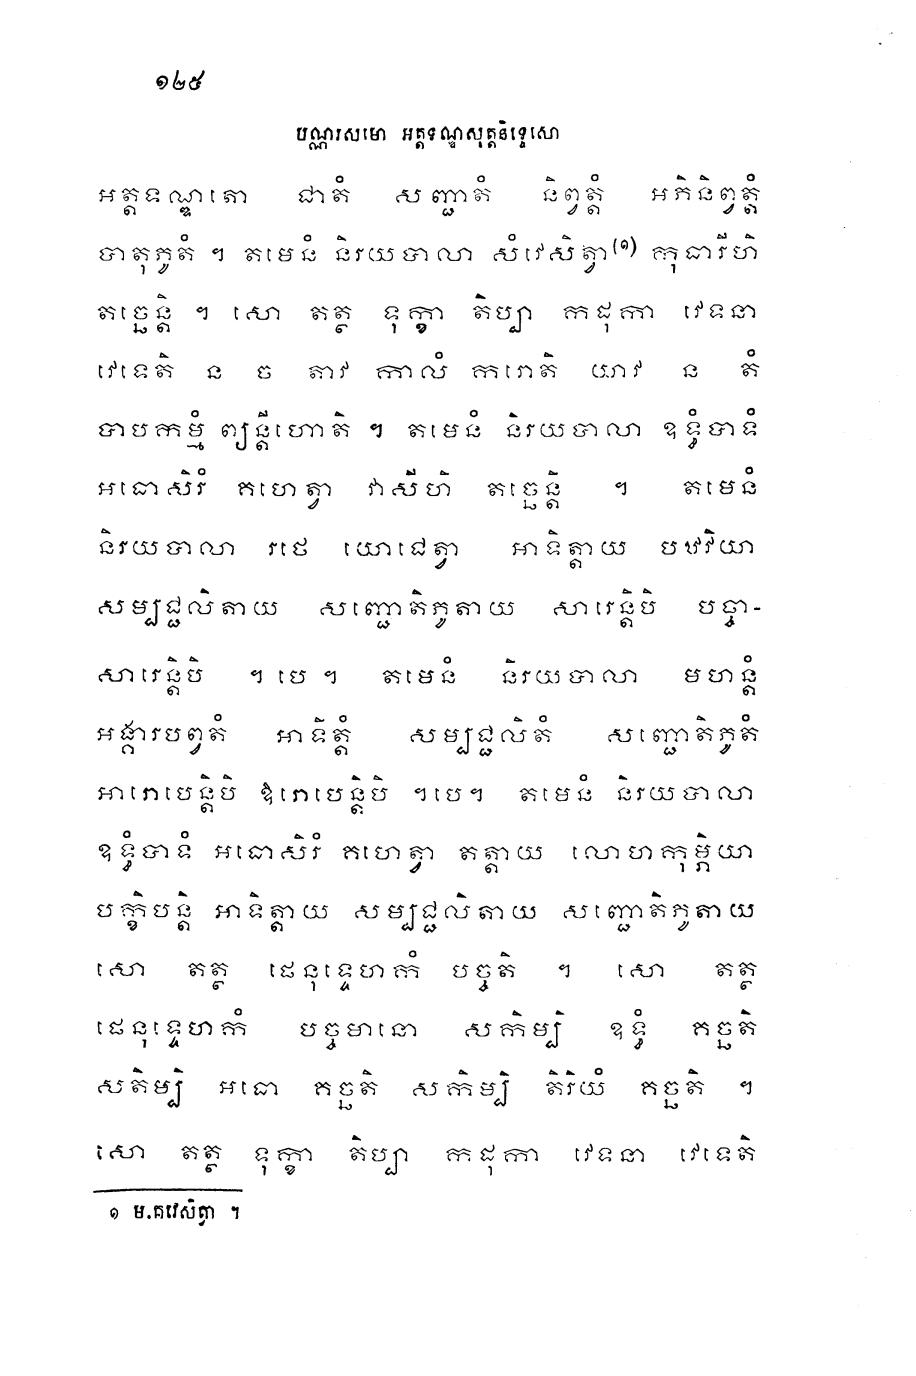 ១២៥
បណ្ណរសមោ អត្តទណ្ឌសុត្តនិទ្ទេសោ
អត្តទណ្ឌតោ ជាតំ សញ្ជាតំ និព្វត្តំ អភិនិព្វត្តំ
បាតុភូតំ ។ តមេនំ និរយបាលា សំវេសិត្វា(១) កុធារីហិ
តច្ឆេន្តិ ។ សោ តត្ថ ទុក្ខា តិប្បា កដុកា វេទនា
វេទេតិ ន ច តាវ កាលំ ករោតិ យាវ ន តំ
បាបកម្មំ ព្យន្តីហោតិ ។ តមេនំ និរយបាលា ឧទ្ធំបាទំ
អធោសិរំ គហេត្វា វាសីហិ តច្ឆេន្តិ ។ តមេនំ
និរយបាលា រថេ យោជេត្វា អាទិត្តាយ បឋវិយា
សម្បជ្ជលិតាយ សញ្ជោតិភូតាយ សារេន្តិបិ បច្ចា-
សារេន្តិបិ ។ បេ ។ តមេនំ និរយបាលា មហន្តំ
អង្គារបព្វតំ អាទិត្តំ សម្បជ្ជលិតំ សញ្ជោតិភូតំ
អារោបេន្តិបិ ឱរោបេន្តិបិ ។បេ។ តមេនំ និរយបាលា
ឧទ្ធំបាទំ អធោសិរំ គហេត្វា តត្តាយ លោហកុម្ភិយា
បក្ខិបន្តិ អាទិត្តាយ សម្បជ្ជលិតាយ សញ្ជោតិភូតាយ
សោ តត្ថ ផេនុទ្ទេហកំ បច្ចតិ ។ សោ តត្ថ
ផេនុទ្ទេហកំ បច្ចមានោ សកិម្បិ ឧទ្ធំ គច្ឆតិ
សតិម្បិ អធោ គច្ឆតិ សកិម្បិ តិរិយំ គច្ឆតិ ។
សោ តត្ថ ទុក្ខា តិប្បា កដុកា វេទនា វេទេតិ
១ ម.គវេសិត្វា ។